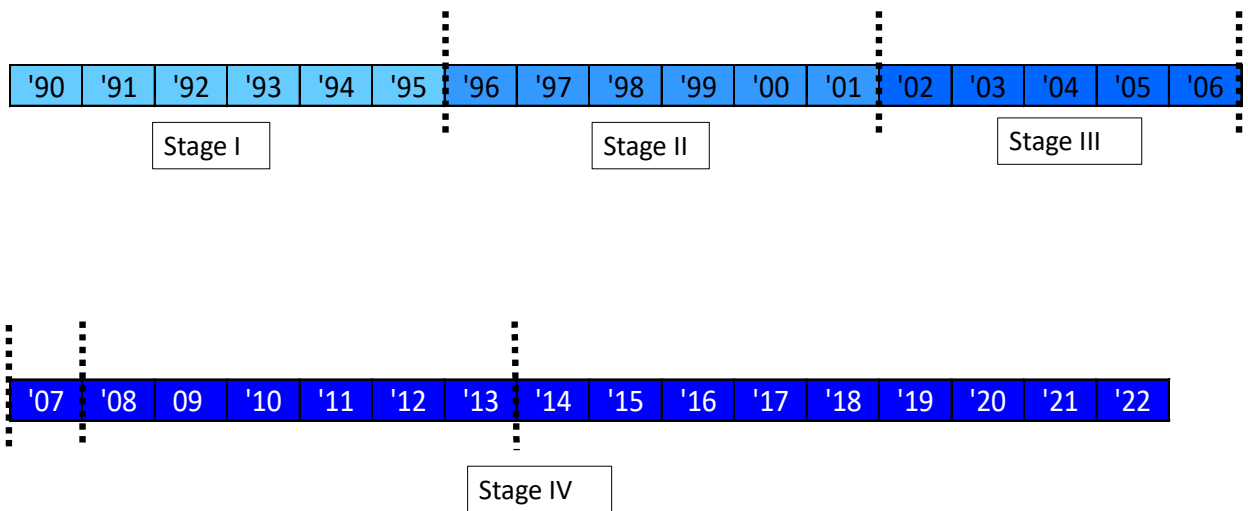 '90 '91 '92 '93 '94 '95 '96 '97 '98 '99 '00 '01 '02 '03 '04 '05 '06
Stage I Stage II Stage III
'07 '08 09 '10 '11 '12 '13 '14 '15 '16 '17 '18 '19 '20 '21 '22
Stage IV